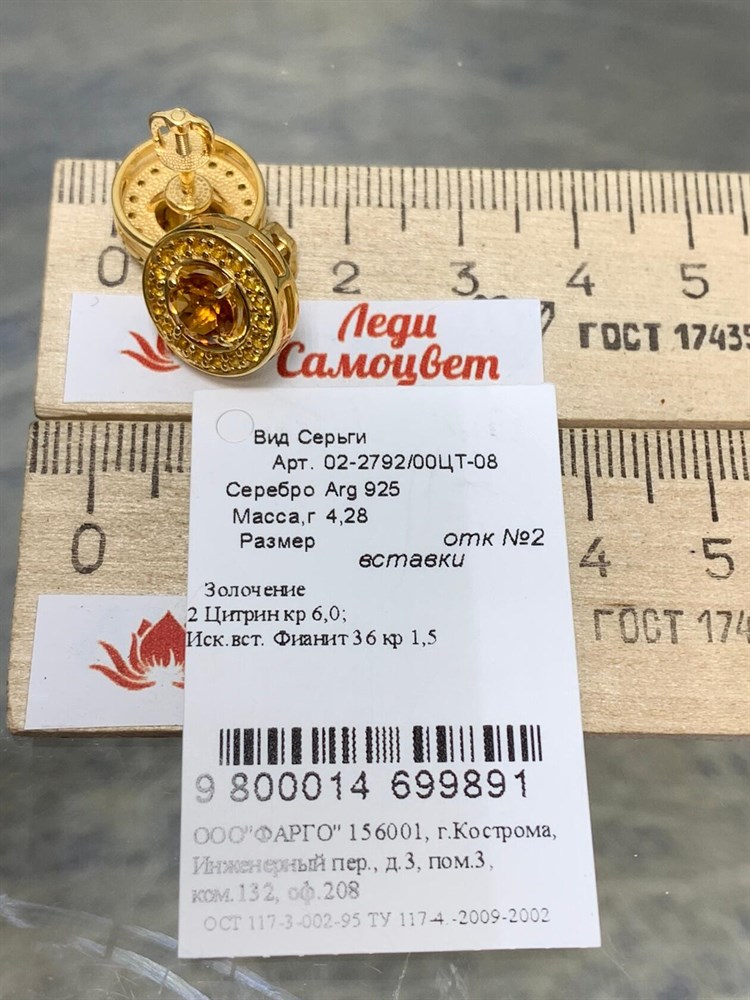 0 2 3 4 5
Леди
Самоцвет
ГОСТ 17435
Вид Серьги
Арт. 02-2792/00ЦТ-08
Серебро Arg 925
Масса,г 4,28
Размер отк №2
вставки
Золочение
2 Цитрин кр 6,0;
Иск.вст. Фианит 36 кр 1,5
9 800014 699891
ООО"ФАРГО" 156001, г.Кострома,
Инженерный пер., д.3, пом.3,
ком.132, оф.208
ОСТ 117-3-002-95 ТУ 117-4.-2009-2002
0 4 5
ГОСТ 174